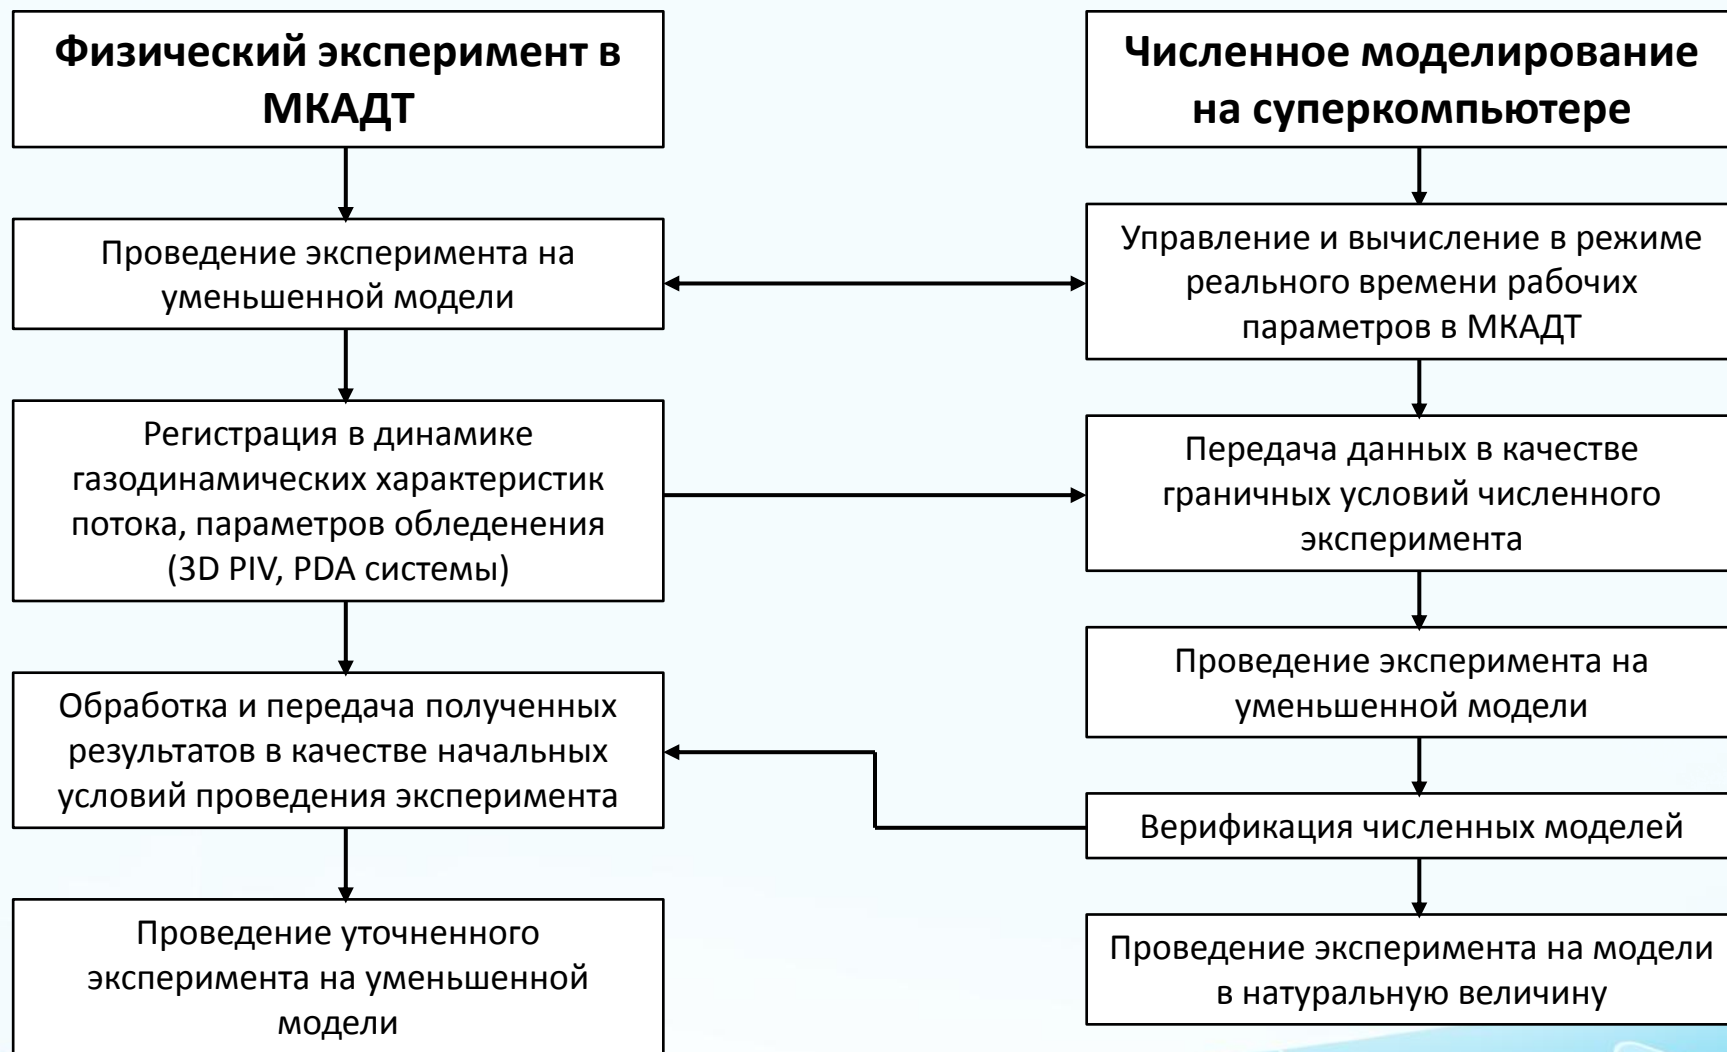 Физический эксперимент в
МКАДТ
Проведение эксперимента на
уменьшенной модели
Регистрация в динамике
газодинамических характеристик
потока, параметров обледенения
(3D PIV, PDA системы)
Обработка и передача полученных
результатов в качестве начальных
условий проведения эксперимента
Проведение уточненного
эксперимента на уменьшенной
модели
Численное моделирование
на суперкомпьютере
Управление и вычисление в режиме
реального времени рабочих
параметров в МКАДТ
Передача данных в качестве
граничных условий численного
эксперимента
Проведение эксперимента на
уменьшенной модели
Верификация численных моделей
Проведение эксперимента на модели
в натуральную величину